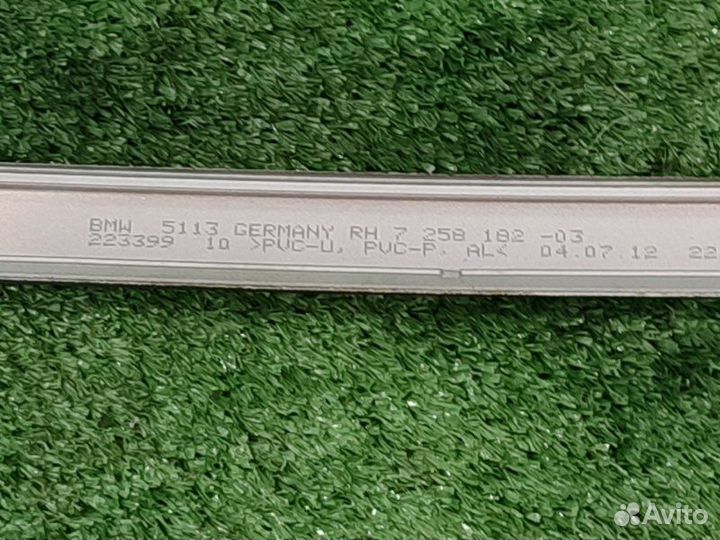 BMW 5113 GERMANY RH 7 258 182 -03
223399 10 >PVC-U, PVC-P, AL< 04.07.12 22
Avito